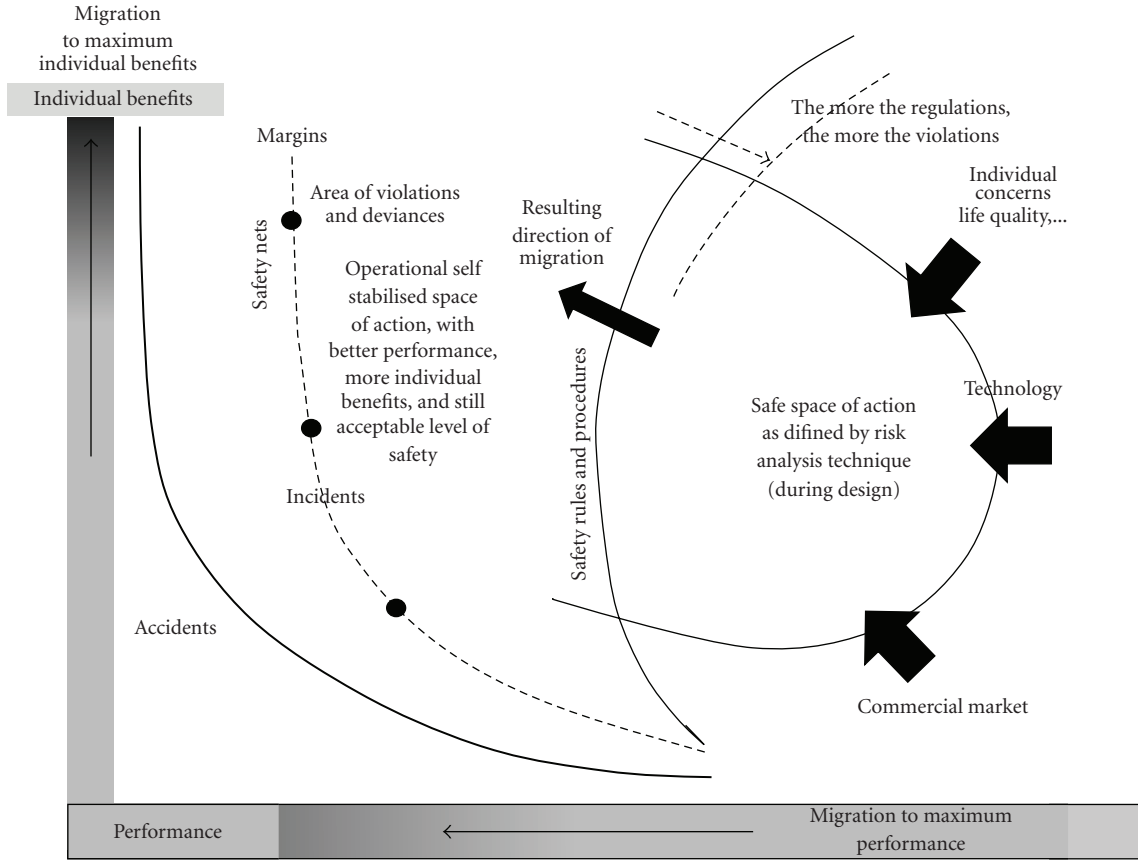 Migration
to maximum
individual benefits
Individual benefits
Margins
Area of violations
and deviances
Safety nets
Operational self
stabilised space
of action, with
better performance,
more individual
benefits, and still
acceptable level of
safety
Incidents
Accidents
Resulting
direction of
migration
Safety rules and procedures
The more the regulations,
the more the violations
Individual
concerns
life quality,...
Technology
Safe space of action
as difined by risk
analysis technique
(during design)
Commercial market
Performance
Migration to maximum
performance